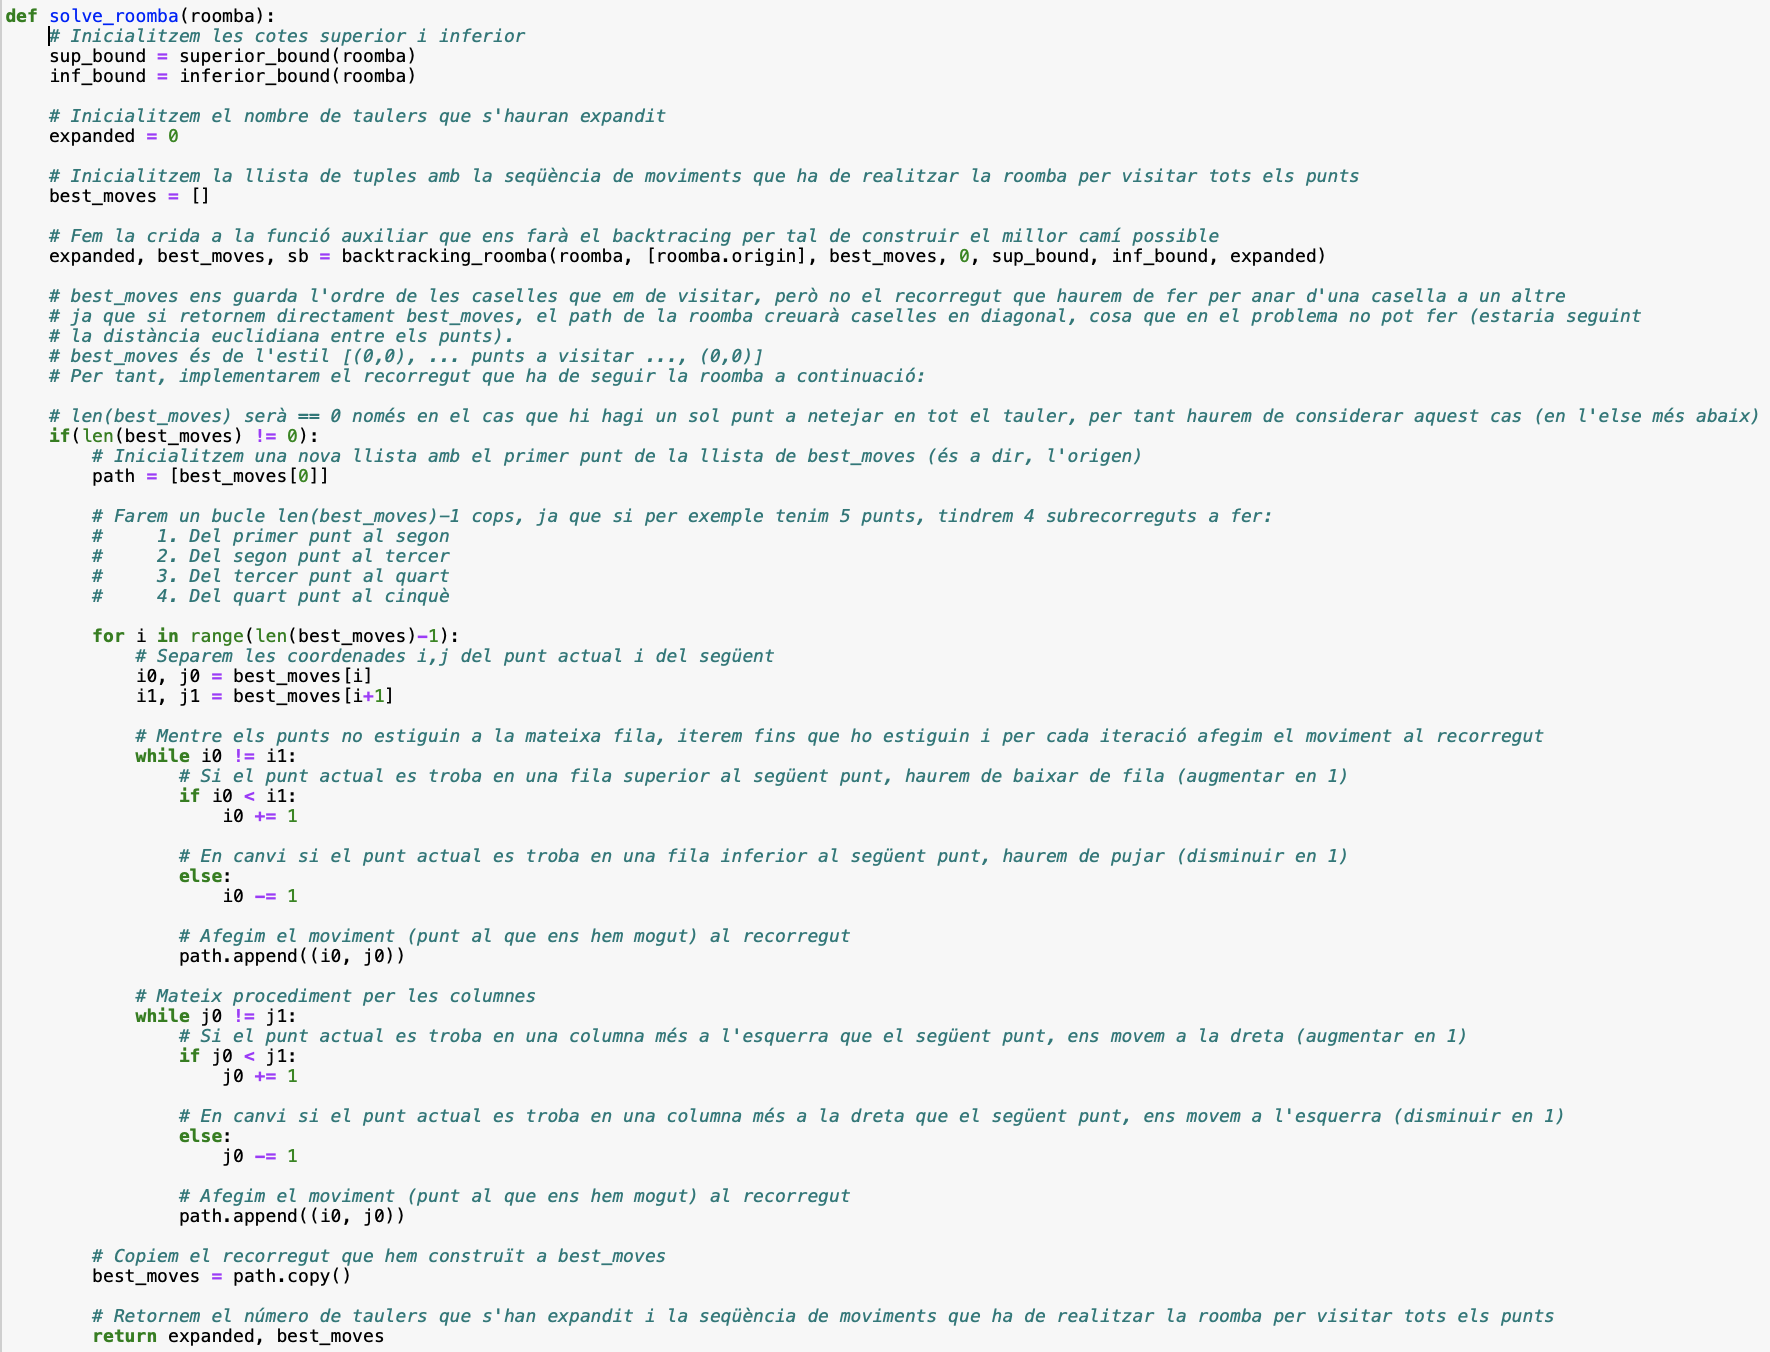 def solve_roomba(roomba):
    # Inicialitzem les cotes superior i inferior
    sup_bound = superior_bound(roomba)
    inf_bound = inferior_bound(roomba)

    # Inicialitzem el nombre de taulers que s'hauran expandit
    expanded = 0

    # Inicialitzem la llista de tuples amb la seqüència de moviments que ha de realitzar la roomba per visitar tots els punts
    best_moves = []

    # Fem la crida a la funció auxiliar que ens farà el backtracing per tal de construir el millor camí possible
    expanded, best_moves, sb = backtracking_roomba(roomba, [roomba.origin], best_moves, 0, sup_bound, inf_bound, expanded)

    # best_moves ens guarda l'ordre de les caselles que em de visitar, però no el recorregut que haurem de fer per anar d'una casella a un altre
    # ja que si retornem directament best_moves, el path de la roomba creuarà caselles en diagonal, cosa que en el problema no pot fer (estaria seguint
    # la distància euclidiana entre els punts).
    # best_moves és de l'estil [(0,0), ... punts a visitar ..., (0,0)]
    # Per tant, implementarem el recorregut que ha de seguir la roomba a continuació:

    # len(best_moves) serà == 0 només en el cas que hi hagi un sol punt a netejar en tot el tauler, per tant haurem de considerar aquest cas (en l'else més abaix)
    if(len(best_moves) != 0):
        # Inicialitzem una nova llista amb el primer punt de la llista de best_moves (és a dir, l'origen)
        path = [best_moves[0]]

        # Farem un bucle len(best_moves)-1 cops, ja que si per exemple tenim 5 punts, tindrem 4 subrecorreguts a fer:
        #     1. Del primer punt al segon
        #     2. Del segon punt al tercer
        #     3. Del tercer punt al quart
        #     4. Del quart punt al cinquè

        for i in range(len(best_moves)-1):
            # Separem les coordenades i,j del punt actual i del següent
            i0, j0 = best_moves[i]
            i1, j1 = best_moves[i+1]

            # Mentre els punts no estiguin a la mateixa fila, iterem fins que ho estiguin i per cada iteració afegim el moviment al recorregut
            while i0 != i1:
                # Si el punt actual es troba en una fila superior al següent punt, haurem de baixar de fila (augmentar en 1)
                if i0 < i1:
                    i0 += 1

                # En canvi si el punt actual es troba en una fila inferior al següent punt, haurem de pujar (disminuir en 1)
                else:
                    i0 -= 1

                # Afegim el moviment (punt al que ens hem mogut) al recorregut
                path.append((i0, j0))

            # Mateix procediment per les columnes
            while j0 != j1:
                # Si el punt actual es troba en una columna més a l'esquerra que el següent punt, ens movem a la dreta (augmentar en 1)
                if j0 < j1:
                    j0 += 1

                # En canvi si el punt actual es troba en una columna més a la dreta que el següent punt, ens movem a l'esquerra (disminuir en 1)
                else:
                    j0 -= 1

                # Afegim el moviment (punt al que ens hem mogut) al recorregut
                path.append((i0, j0))

        # Copiem el recorregut que hem construït a best_moves
        best_moves = path.copy()

        # Retornem el número de taulers que s'han expandit i la seqüència de moviments que ha de realitzar la roomba per visitar tots els punts
        return expanded, best_moves